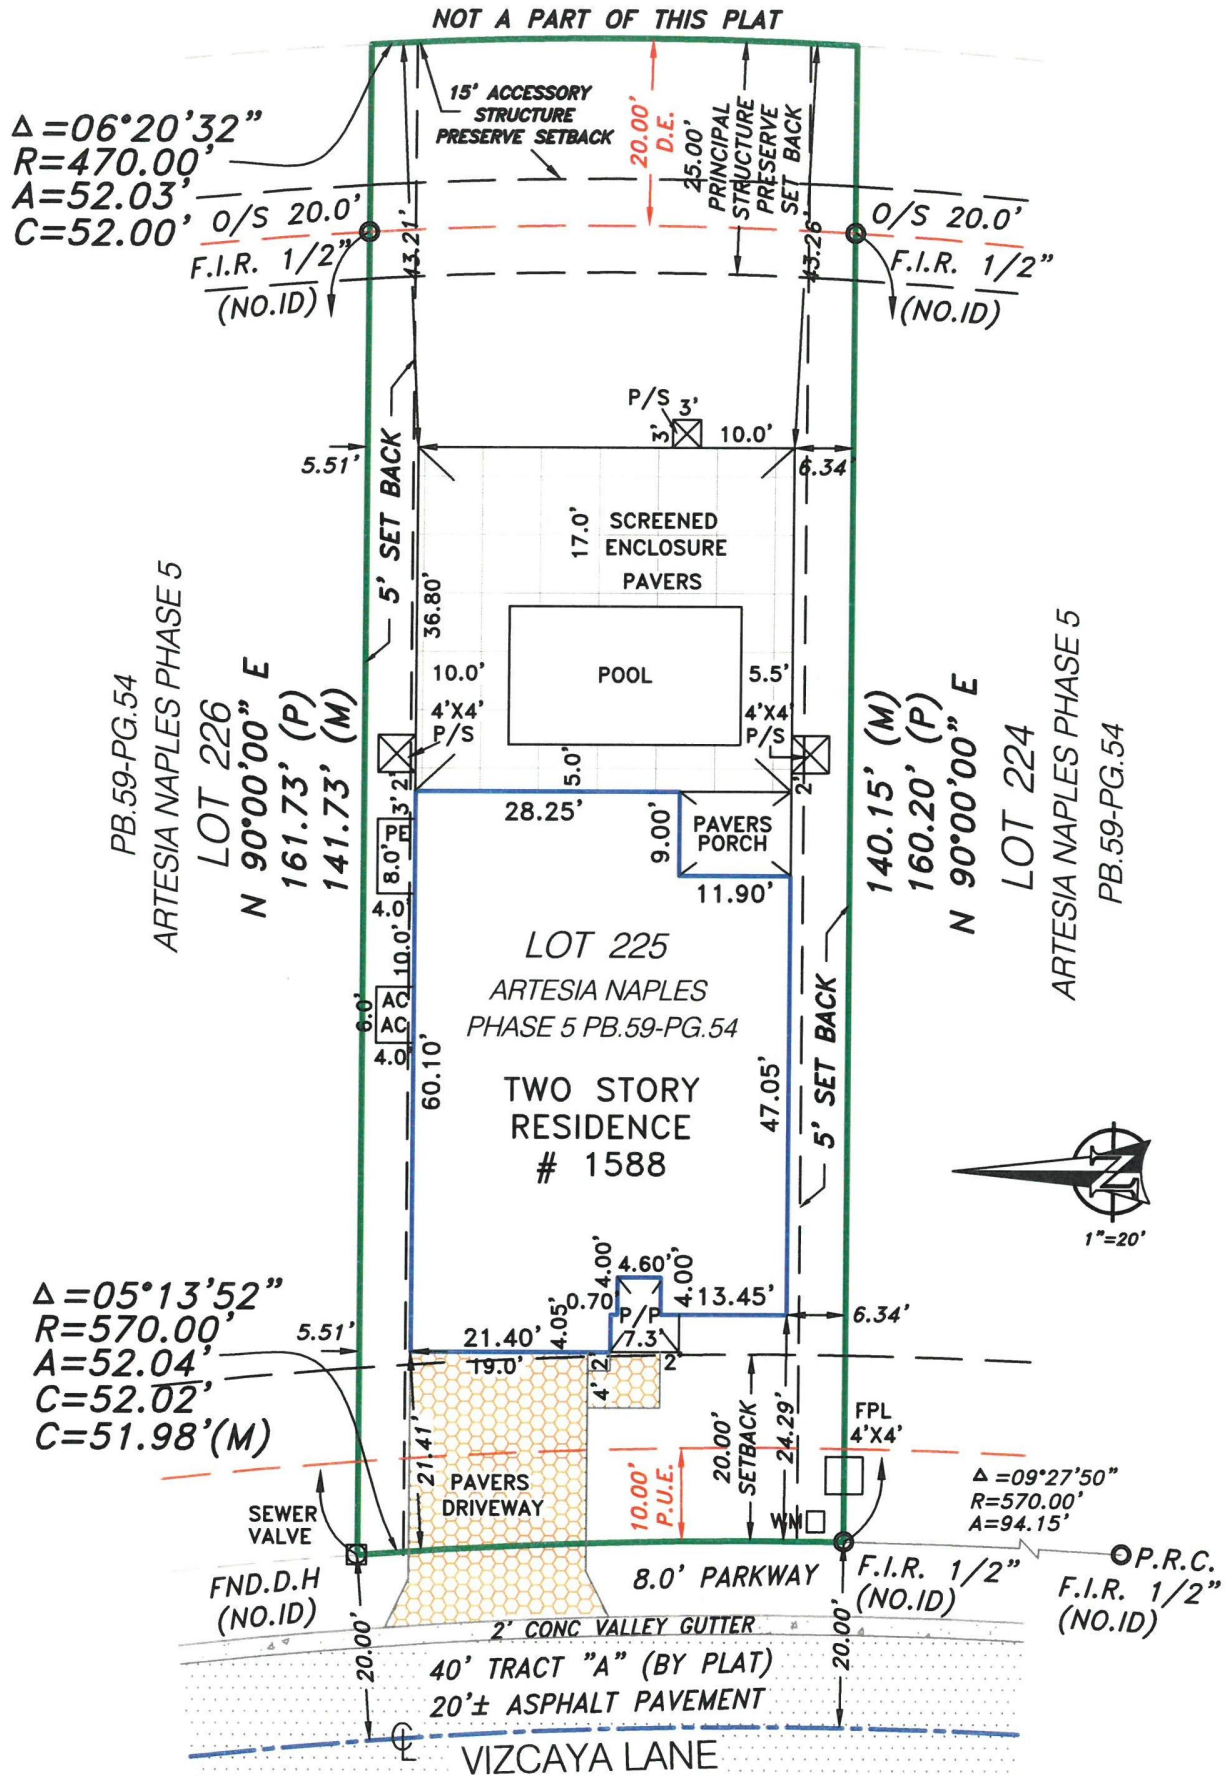 NOT A PART OF THIS PLAT
15' ACCESSORY
STRUCTURE
PRESERVE SETBACK
20.00'
D.E.
25.00'
PRINCIPAL
STRUCTURE
PRESERVE
SET BACK
Δ=06°20'32"
R=470.00'
A=52.03'
C=52.00'
O/S 20.0'
F.I.R. 1/2"
(NO.ID)
43.21'
43.26'
O/S 20.0'
F.I.R. 1/2"
(NO.ID)
P/S
3'
3'
10.0'
5.51'
6.34'
5' SET BACK
17.0'
SCREENED
ENCLOSURE
PAVERS
36.80'
10.0'
POOL
5.5'
4'X4'
P/S
4'X4'
P/S
2'
5.0'
2'
PB.59-PG.54
ARTESIA NAPLES PHASE 5
LOT 226
N 90°00'00" E
161.73' (P)
141.73' (M)
140.15' (M)
160.20' (P)
N 90°00'00" E
LOT 224
ARTESIA NAPLES PHASE 5
PB.59-PG.54
3'
28.25'
9.00'
PAVERS
PORCH
PE
8.0'
4.0'
11.90'
10.0'
LOT 225
ARTESIA NAPLES
PHASE 5 PB.59-PG.54
6.0'
AC
AC
4.0'
60.10'
47.05'
5' SET BACK
TWO STORY
RESIDENCE
# 1588
N
1"=20'
4.00'
4.60'
4.00'
0.70'
P/P
13.45'
4.05'
7.3'
6.34'
Δ=05°13'52"
R=570.00'
A=52.04'
C=52.02'
C=51.98'(M)
5.51'
21.40'
19.0'
2'
2'
4'
21.41'
20.00'
SETBACK
24.29'
FPL
4'X4'
10.00'
P.U.E.
PAVERS
DRIVEWAY
SEWER
VALVE
WM
Δ=09°27'50"
R=570.00'
A=94.15'
P.R.C.
F.I.R. 1/2"
(NO.ID)
FND.D.H
(NO.ID)
8.0' PARKWAY
F.I.R. 1/2"
(NO.ID)
20.00'
2' CONC VALLEY GUTTER
20.00'
40' TRACT "A" (BY PLAT)
20'± ASPHALT PAVEMENT
CL
VIZCAYA LANE